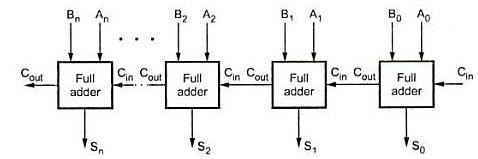 Bn An B2 A2 B1 A1 B0 A0
Cout Full adder Cin Cout Full adder Cin Cout Full adder Cin Cout Full adder Cin
Sn S2 S1 S0